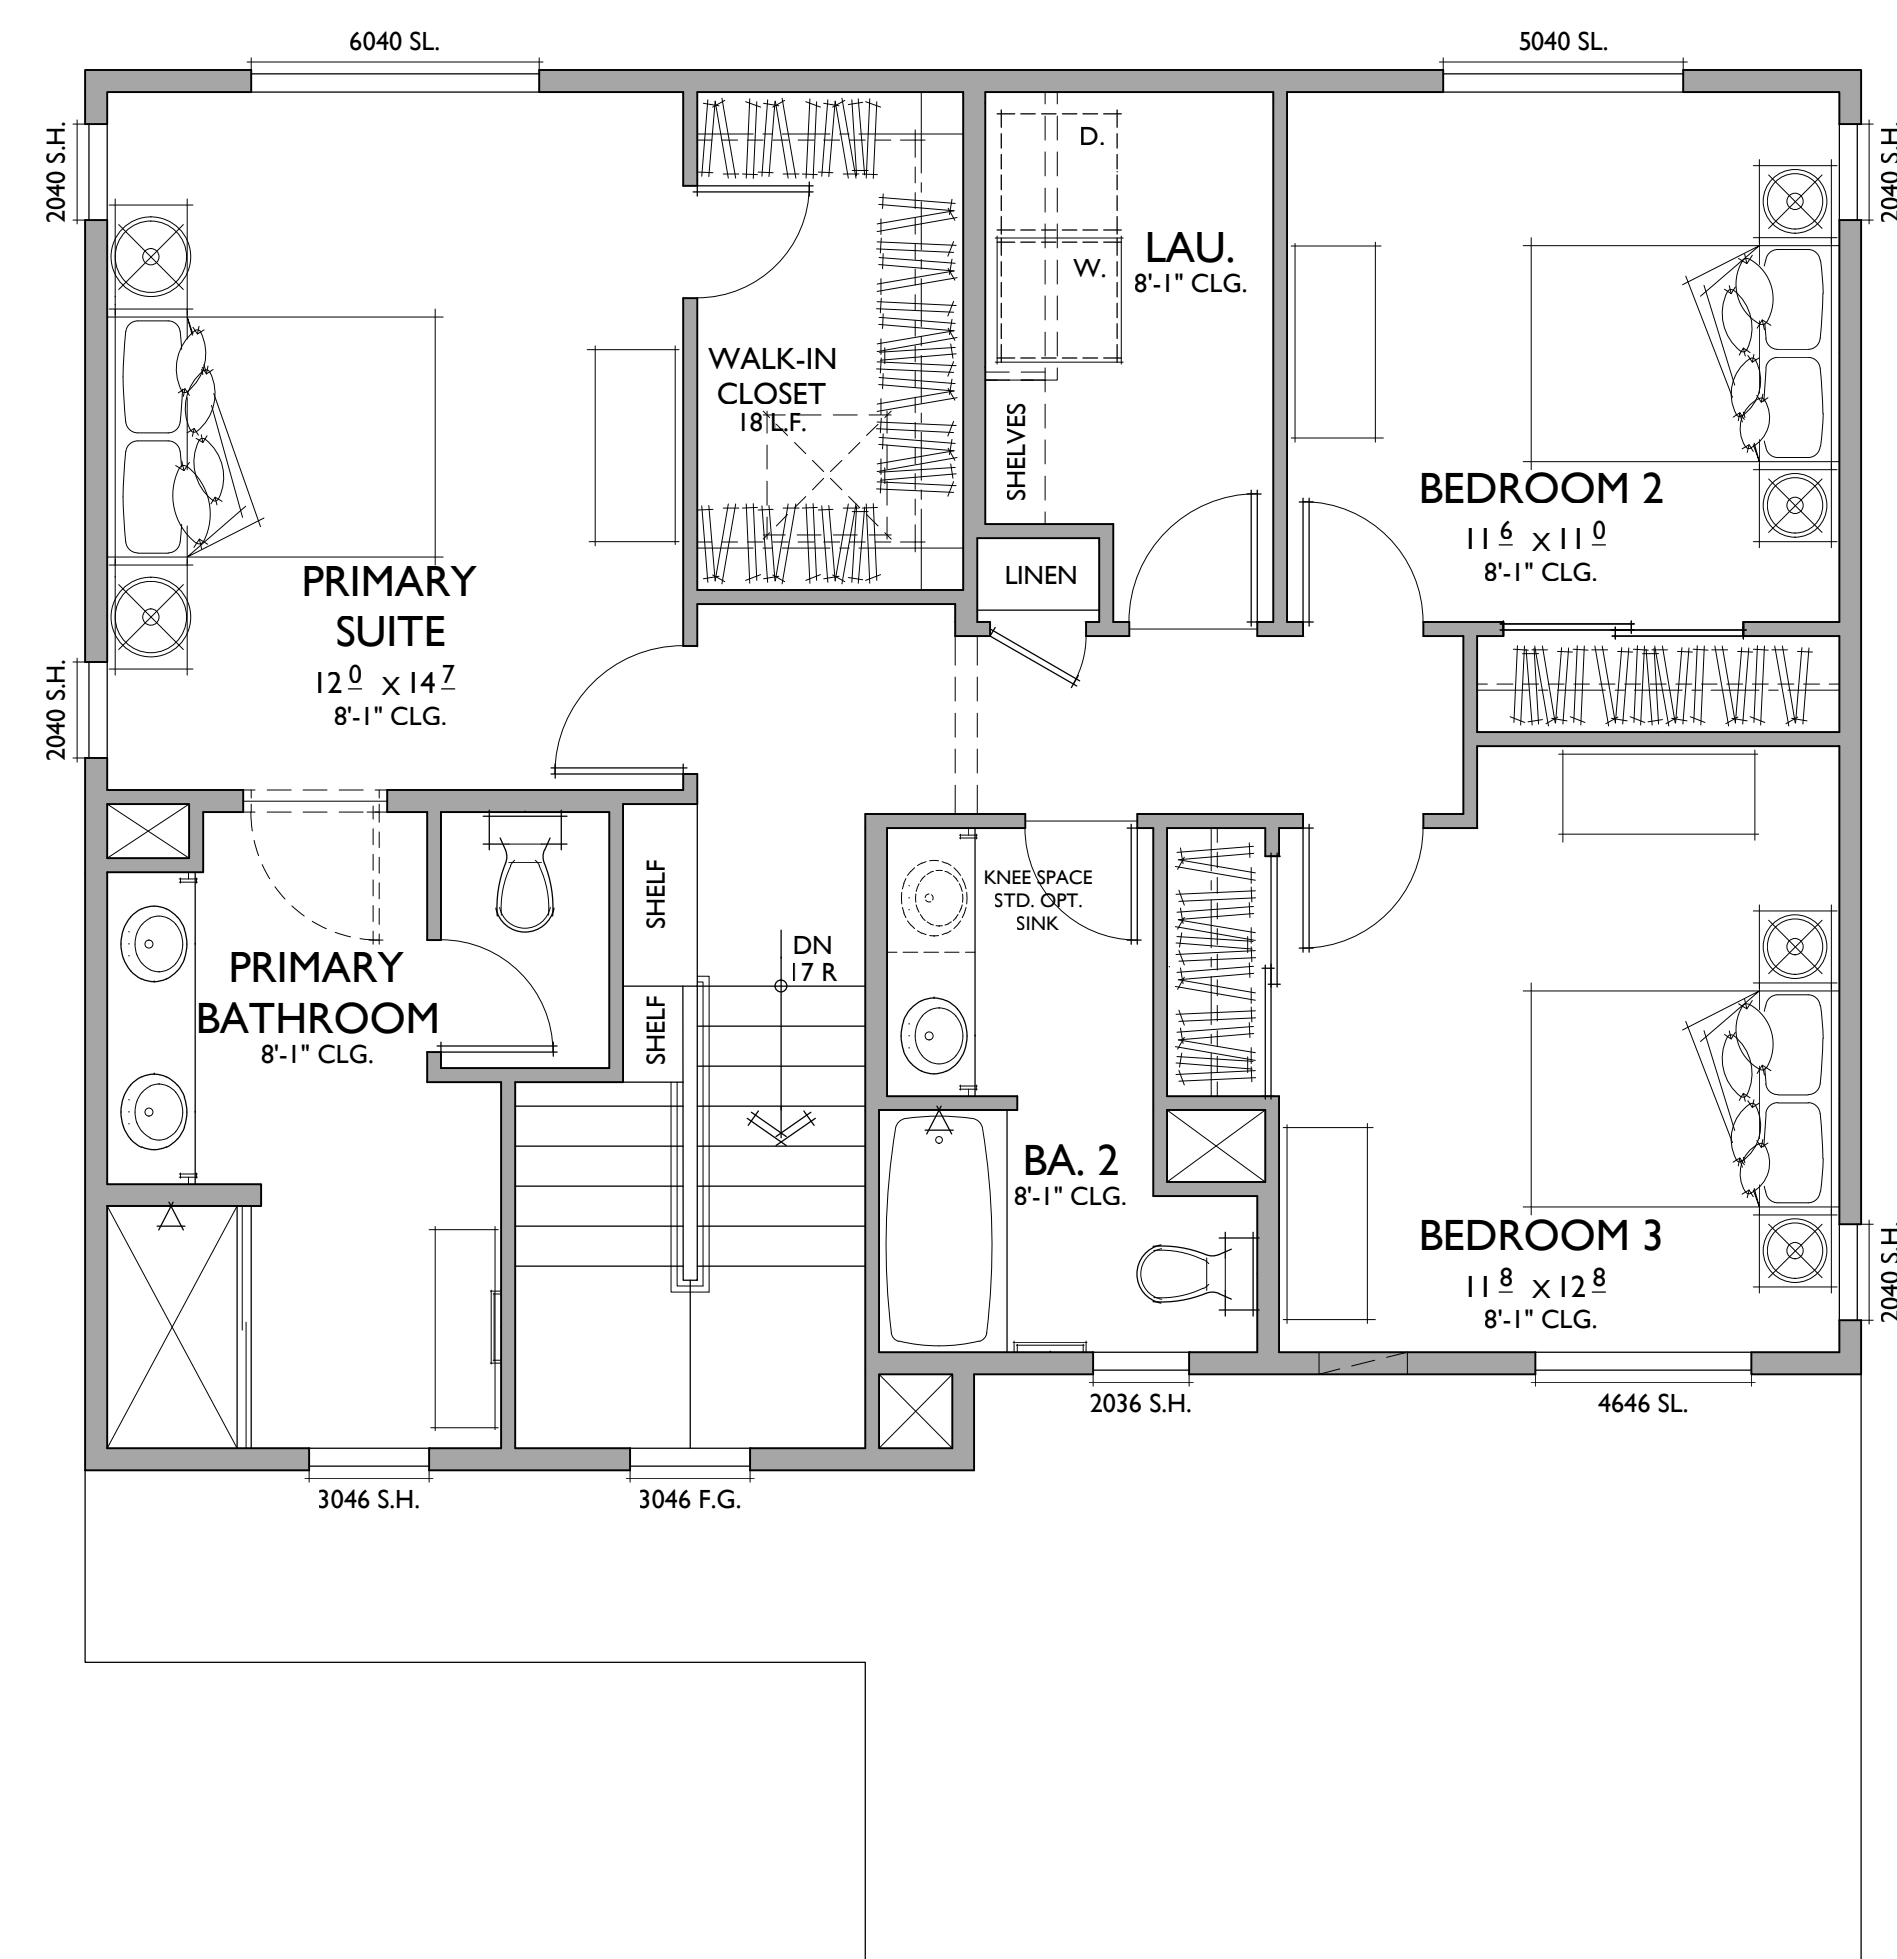 6040 SL.
5040 SL.
2040 S.H.
2040 S.H.
D.
W.
LAU.
8'-1" CLG.
WALK-IN
CLOSET
18 L.F.
SHELVES
BEDROOM 2
11 6 X 11 0
8'-1" CLG.
LINEN
PRIMARY
SUITE
12 0 X 14 7
8'-1" CLG.
2040 S.H.
SHELF
KNEE SPACE
STD. OPT.
SINK
DN
17 R
PRIMARY
BATHROOM
8'-1" CLG.
SHELF
BA. 2
8'-1" CLG.
BEDROOM 3
11 8 X 12 8
8'-1" CLG.
2040 S.H.
2036 S.H.
4646 SL.
3046 S.H.
3046 F.G.